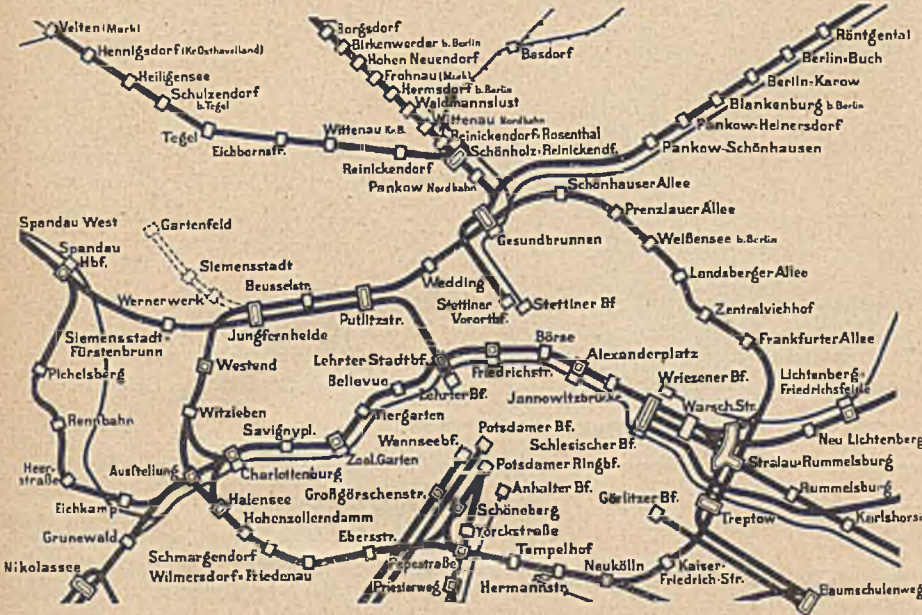 Velten (Mark)
Hennigsdorf (Kr. Osthavelland)
Heiligensee
Schulzendorf
b. Tegel
Tegel
Eichbornstr.
Wittenau Kr.B.
Reinickendorf
Borgsdorf
Birkenwerder b. Berlin
Hohen Neuendorf
Frohnau (Mark)
Hermsdorf b. Berlin
Waidmannslust
Wittenau Nordbahn
Reinickendorf-Rosenthal
Schönholz-Reinickendf.
Pankow Nordbahn
Basdorf
Röntgental
Berlin-Buch
Berlin-Karow
Blankenburg b. Berlin
Pankow-Heinersdorf
Pankow-Schönhausen
Schönhauser Allee
Prenzlauer Allee
Weißensee b. Berlin
Landsberger Allee
Zentralviehhof
Frankfurter Allee
Gesundbrunnen
Wedding
Stettiner
Vorortbf.
Stettiner Bf
Spandau West
Spandau
Hbf.
Gartenfeld
Siemensstadt
Wernerwerk
Beusselstr.
Jungfernheide
Putlitzstr.
Siemensstadt-
Fürstenbrunn
Pichelsberg
Rennbahn
Heer-
straße
Eichkamp
Grunewald
Nikolassee
Westend
Witzleben
Ausstellung
Charlottenburg
Savignypl.
Zool. Garten
Tiergarten
Bellevue
Lehrter Stadtbf.
Lehrter Bf.
Friedrichstr.
Börse
Alexanderplatz
Jannowitzbrücke
Schlesischer Bf.
Wriezener Bf.
Warsch. Str.
Lichtenberg-
Friedrichsfelde
Neu Lichtenberg
Stralau-Rummelsburg
Rummelsburg
Karlshorst
Treptow
Görlitzer Bf.
Baumschulenweg
Kaiser-
Friedrich-Str.
Neukölln
Hermannstr.
Tempelhof
Papestraße
Priesterweg
Ebersstr.
Schmargendorf
Wilmersdorf-Friedenau
Hohenzollerndamm
Halensee
Wannseebf.
Potsdamer Bf.
Potsdamer Ringbf.
Anhalter Bf.
Großgörschenstr.
Schöneberg
Yorckstraße